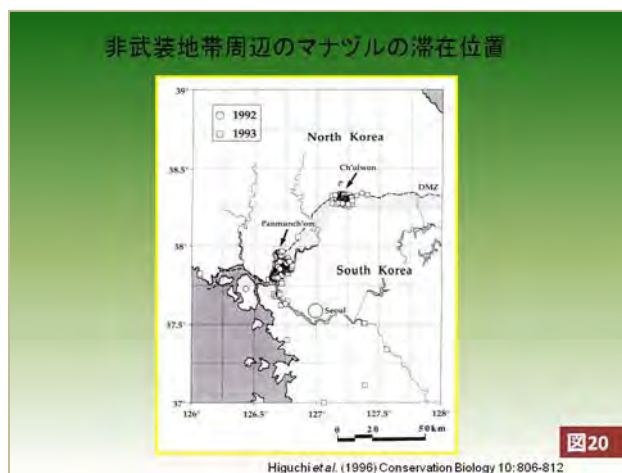 非武装地帯周辺のマナヅルの滞在位置
39°
1992
1993
North Korea
38.5°
Ch'ulwon
DMZ
Panmunch'om
38°
South Korea
Seoul
37.5°
37°
126° 126.5° 127° 127.5° 128°
0 20 50km
図20
Higuchi et al. (1996) Conservation Biology 10:806-812